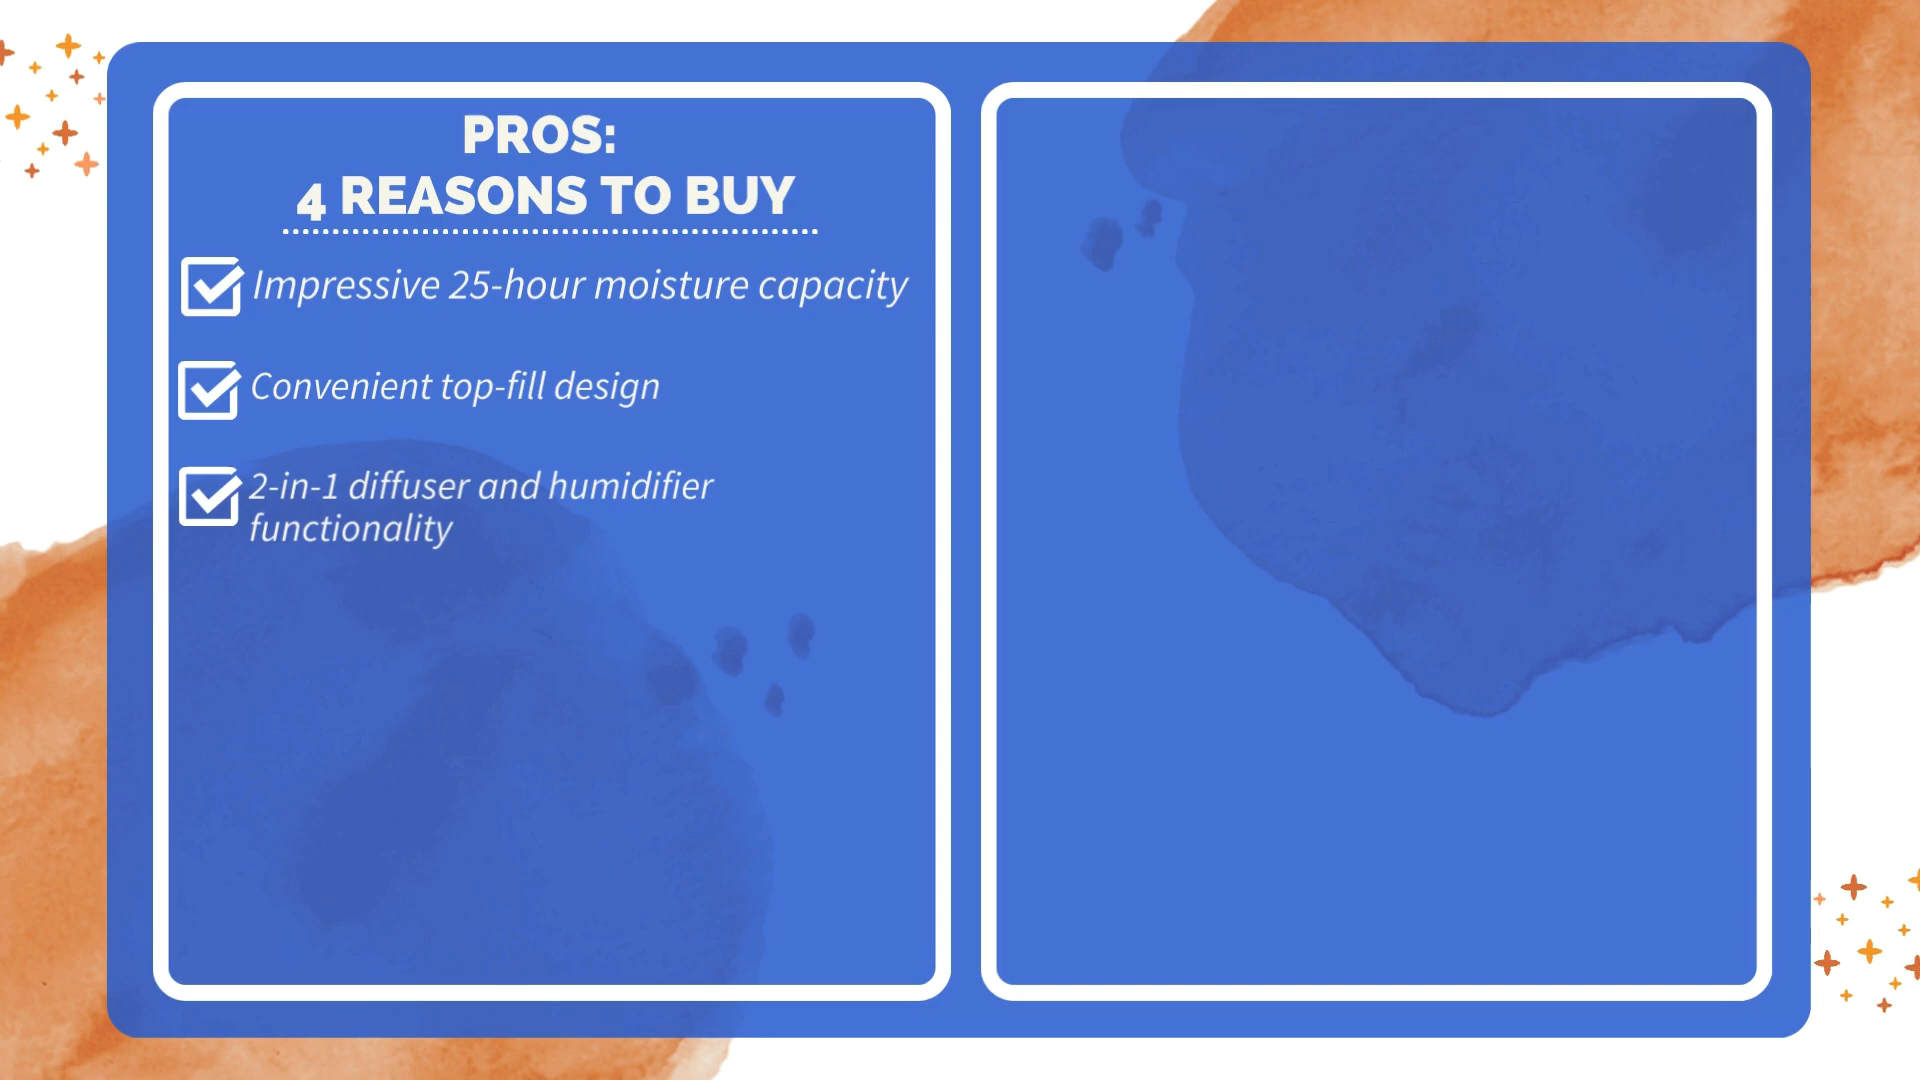 PROS:
4 REASONS TO BUY
Impressive 25-hour moisture capacity
Convenient top-fill design
2-in-1 diffuser and humidifier
functionality